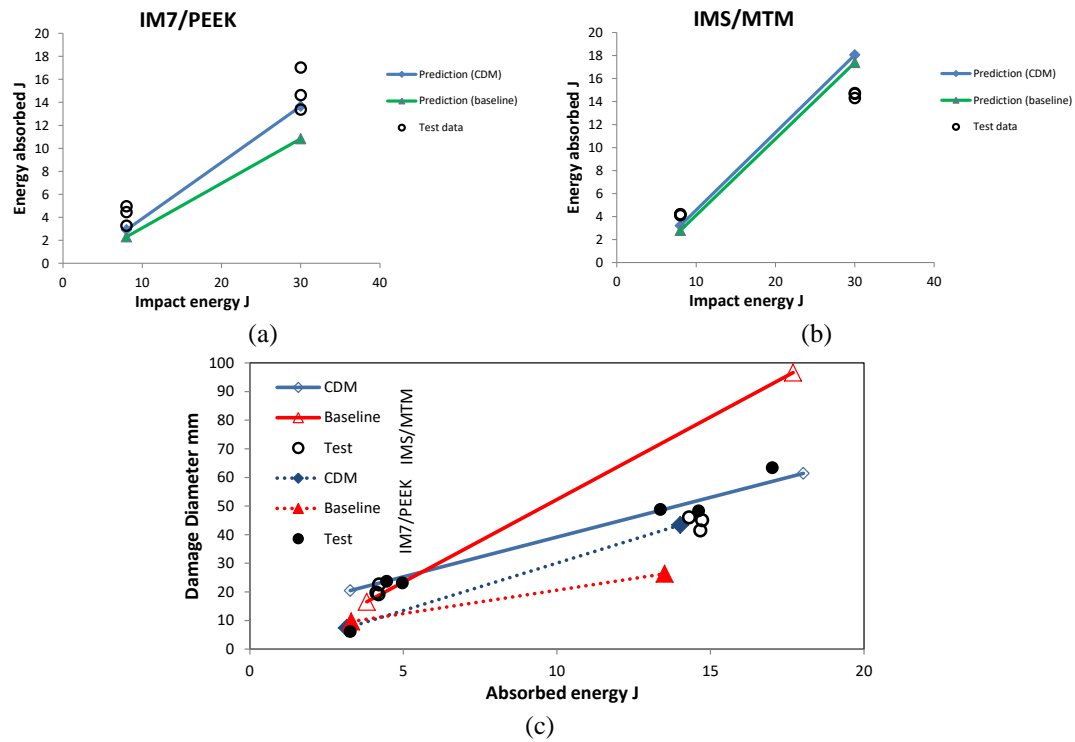 IM7/PEEK
Energy absorbed J
18
16
14
12
10
8
6
4
2
0
0 10 20 30 40
Impact energy J
Prediction (CDM)
Prediction (baseline)
Test data
(a)
IMS/MTM
Energy absorbed J
20
18
16
14
12
10
8
6
4
2
0
0 10 20 30 40
Impact energy J
Prediction (CDM)
Prediction (baseline)
Test data
(b)
Damage Diameter mm
100
90
80
70
60
50
40
30
20
10
0
0 5 10 15 20
Absorbed energy J
CDM
Baseline
Test
IMS/MTM
CDM
Baseline
Test
IM7/PEEK
(c)